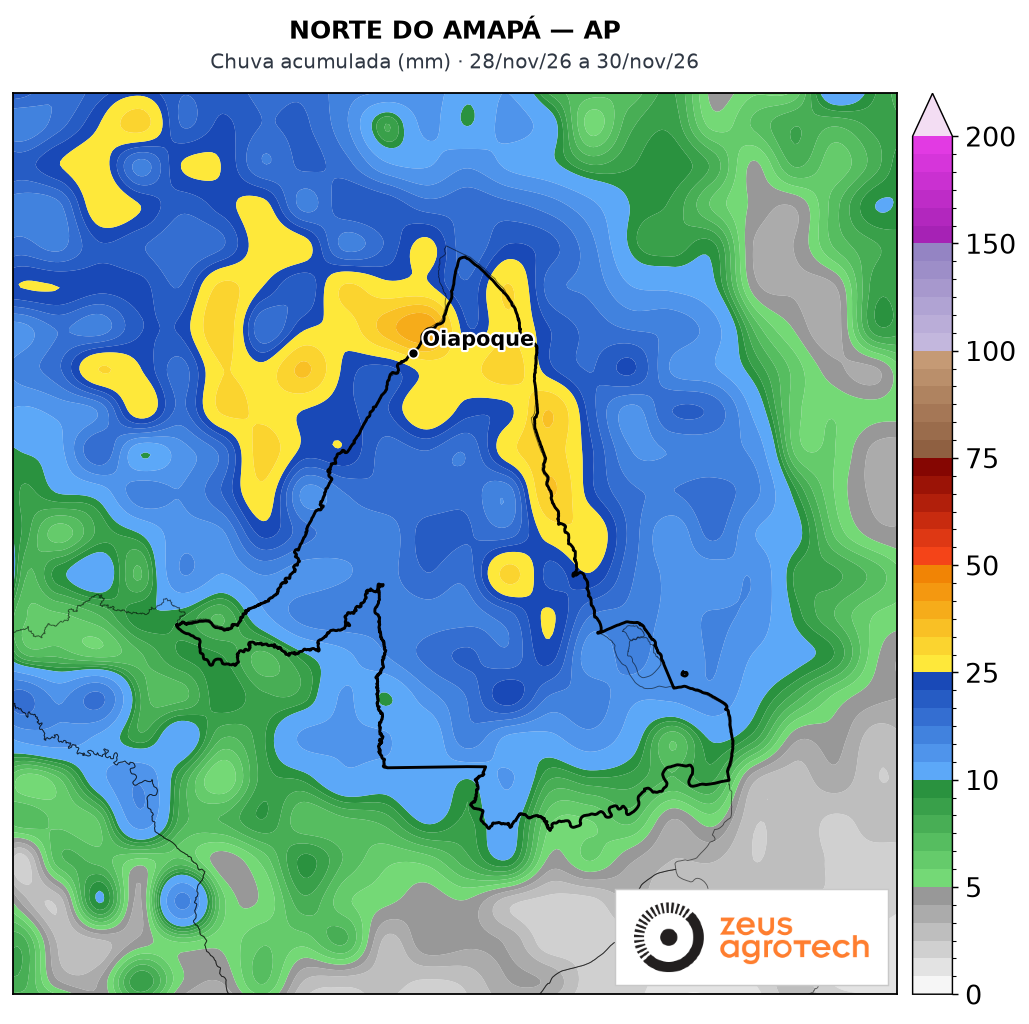 NORTE DO AMAPÁ — AP
Chuva acumulada (mm) · 28/nov/26 a 30/nov/26
Oiapoque
200
150
100
75
50
25
10
5
0
zeus
agrotech